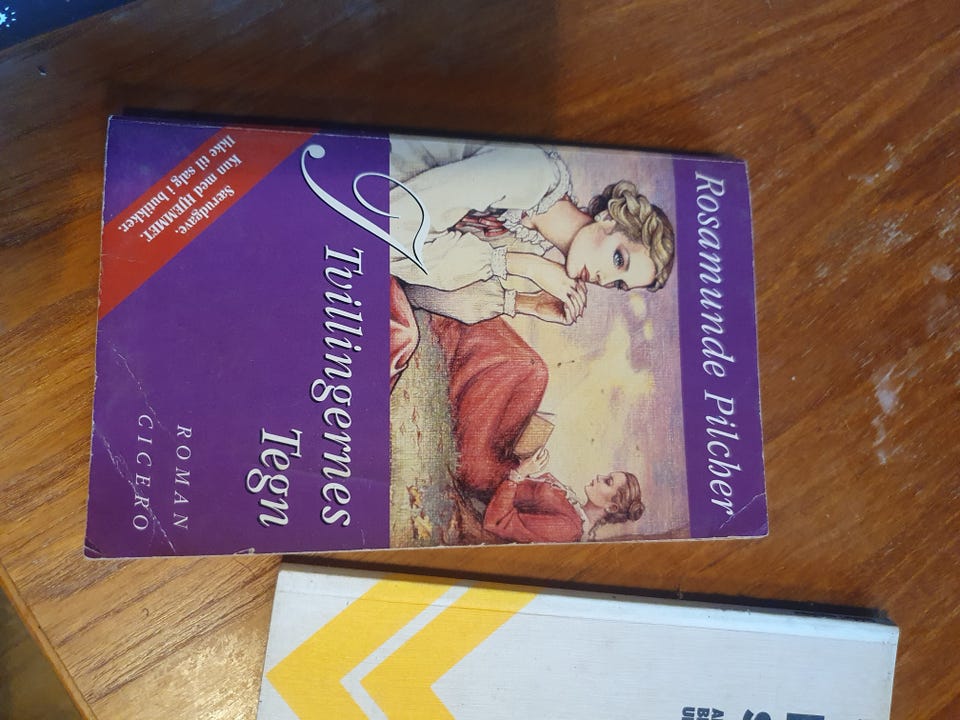 Rosamunde Pilcher
I
Tvillingernes
Tegn
Særudgave.
Kun med HJEMMET.
Ikke til salg i butikker.
ROMAN
CICERO